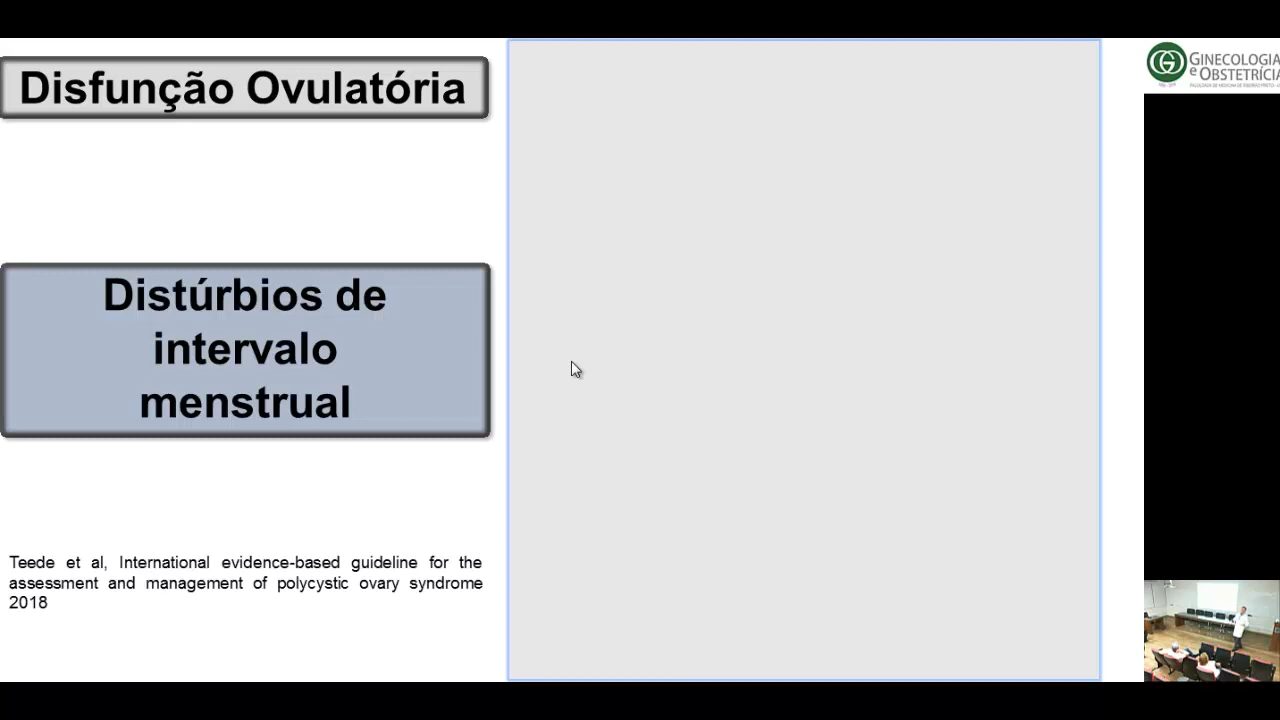 Disfunção Ovulatória
Distúrbios de
intervalo
menstrual
Teede et al, International evidence-based guideline for the
assessment and management of polycystic ovary syndrome
2018
GINECOLOGIA
e OBSTETRÍCIA